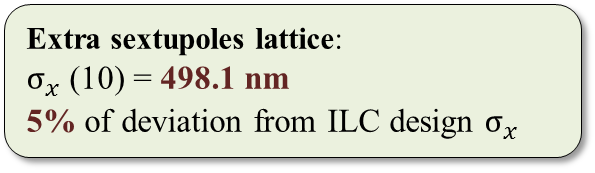 Extra sextupoles lattice:
σ𝑥 (10) = 498.1 nm
5% of deviation from ILC design σ𝑥